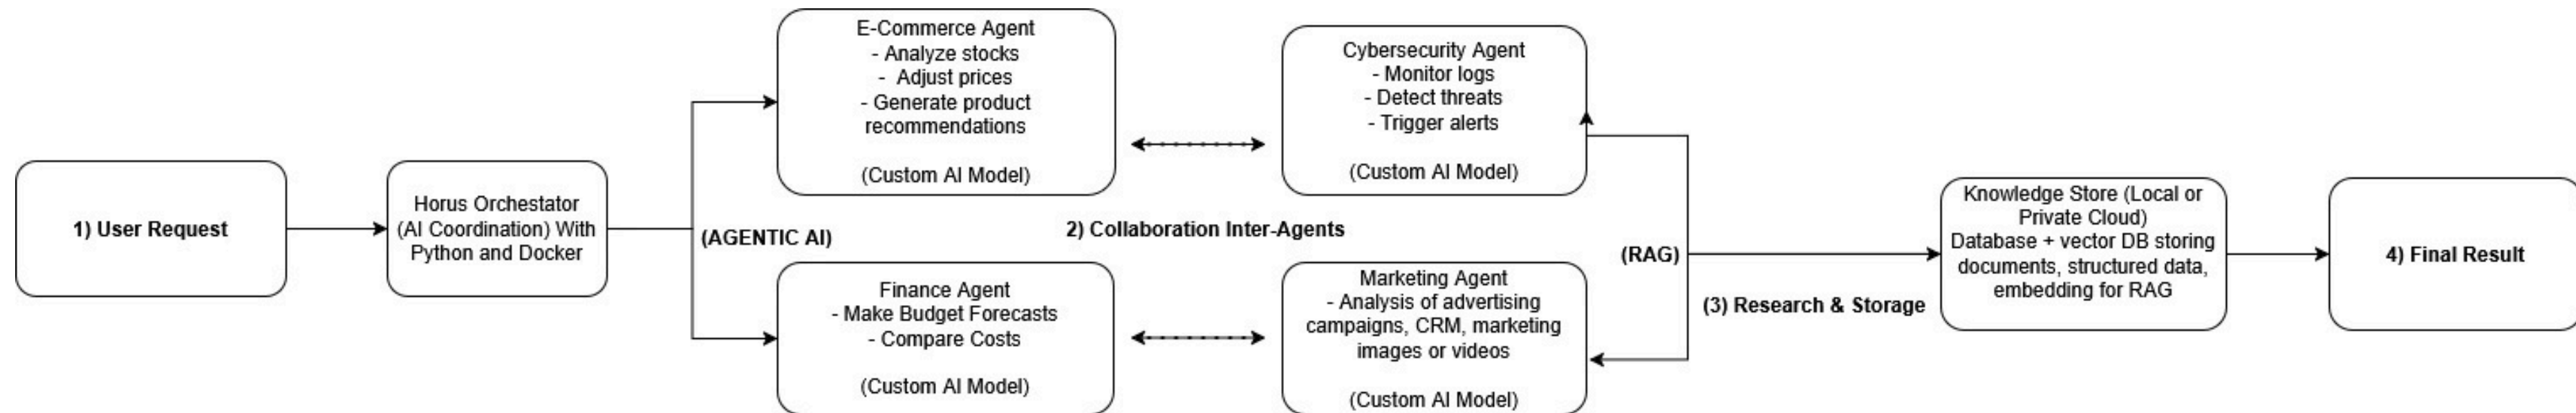 1) User Request
Horus Orchestator
(AI Coordination) With
Python and Docker
(AGENTIC AI)
E-Commerce Agent
- Analyze stocks
- Adjust prices
- Generate product
recommendations
(Custom AI Model)
Finance Agent
- Make Budget Forecasts
- Compare Costs
(Custom AI Model)
2) Collaboration Inter-Agents
Cybersecurity Agent
- Monitor logs
- Detect threats
- Trigger alerts
(Custom AI Model)
Marketing Agent
- Analysis of advertising
campaigns, CRM, marketing
images or videos
(Custom AI Model)
(RAG)
(3) Research & Storage
Knowledge Store (Local or
Private Cloud)
Database + vector DB storing
documents, structured data,
embedding for RAG
4) Final Result